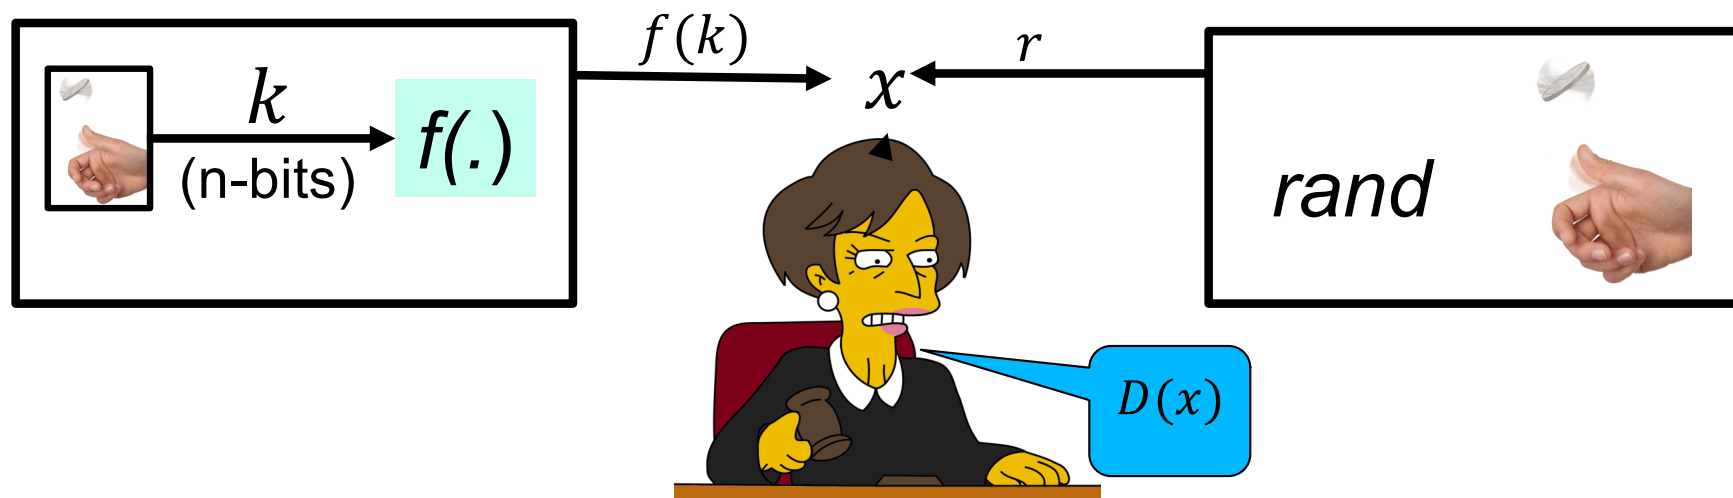 k
(n-bits)
f(.)
f(k)
x
r
rand
D(x)